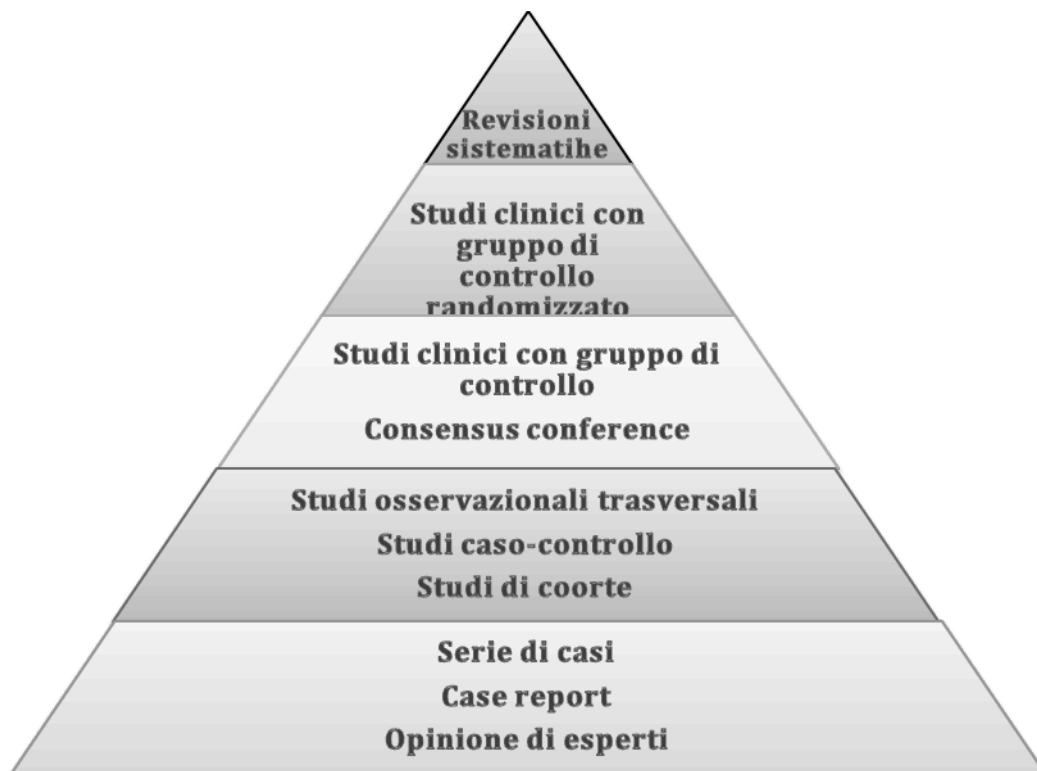 Revisioni
sistematihe
Studi clinici con
gruppo di
controllo
randomizzato
Studi clinici con gruppo di
controllo
Consensus conference
Studi osservazionali trasversali
Studi caso-controllo
Studi di coorte
Serie di casi
Case report
Opinione di esperti